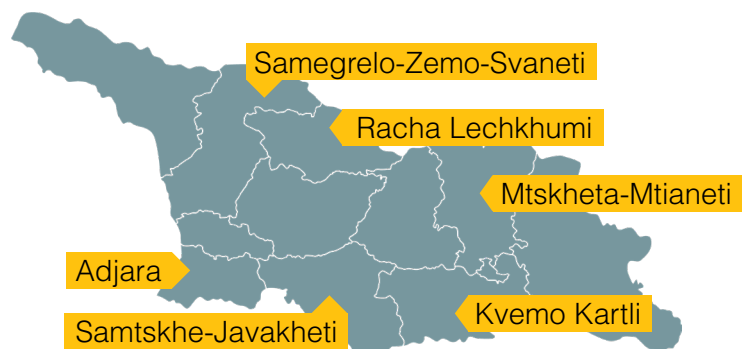 Samegrelo-Zemo-Svaneti
Racha Lechkhumi
Mtskheta-Mtianeti
Adjara
Kvemo Kartli
Samtskhe-Javakheti